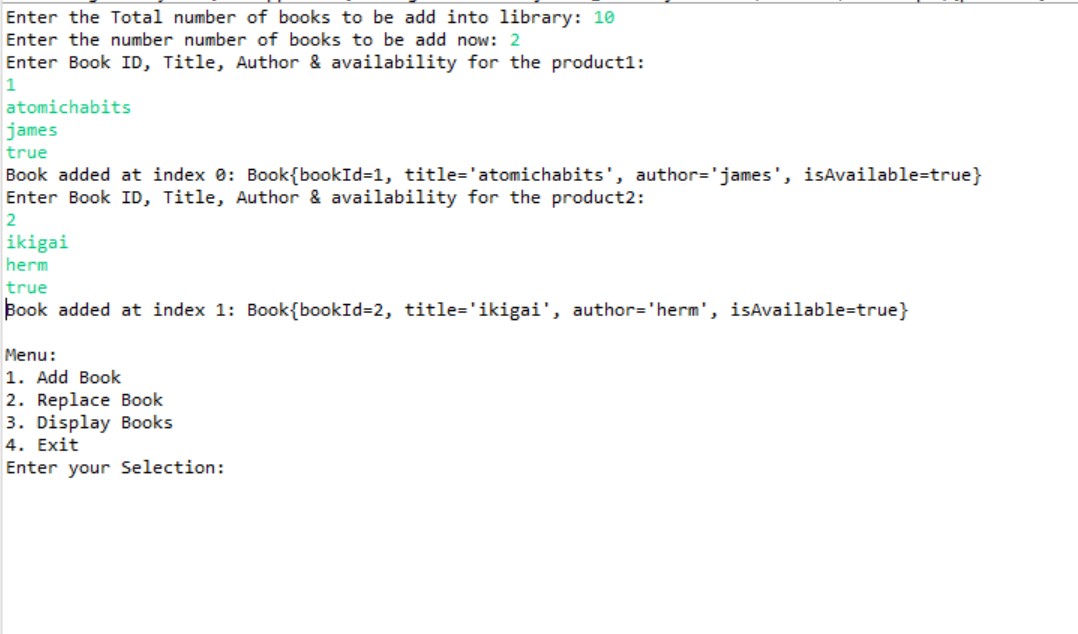 Enter the Total number of books to be add into library: 10
Enter the number number of books to be add now: 2
Enter Book ID, Title, Author & availability for the product1:
1
atomichabits
james
true
Book added at index 0: Book{bookId=1, title='atomichabits', author='james', isAvailable=true}
Enter Book ID, Title, Author & availability for the product2:
2
ikigai
herm
true
Book added at index 1: Book{bookId=2, title='ikigai', author='herm', isAvailable=true}
Menu:
1. Add Book
2. Replace Book
3. Display Books
4. Exit
Enter your Selection: